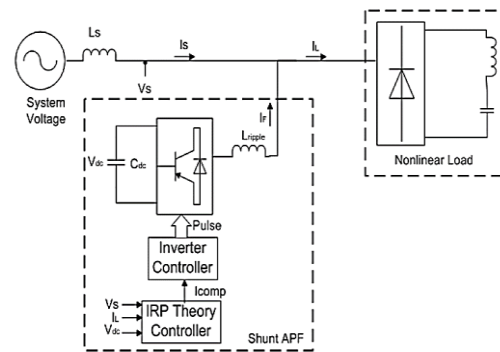 Ls
Is
IL
System
Voltage
Vs
IF
Nonlinear Load
Vdc
Cdc
Lripple
Pulse
Inverter
Controller
Icomp
Vs
IL
Vdc
IRP Theory
Controller
Shunt APF